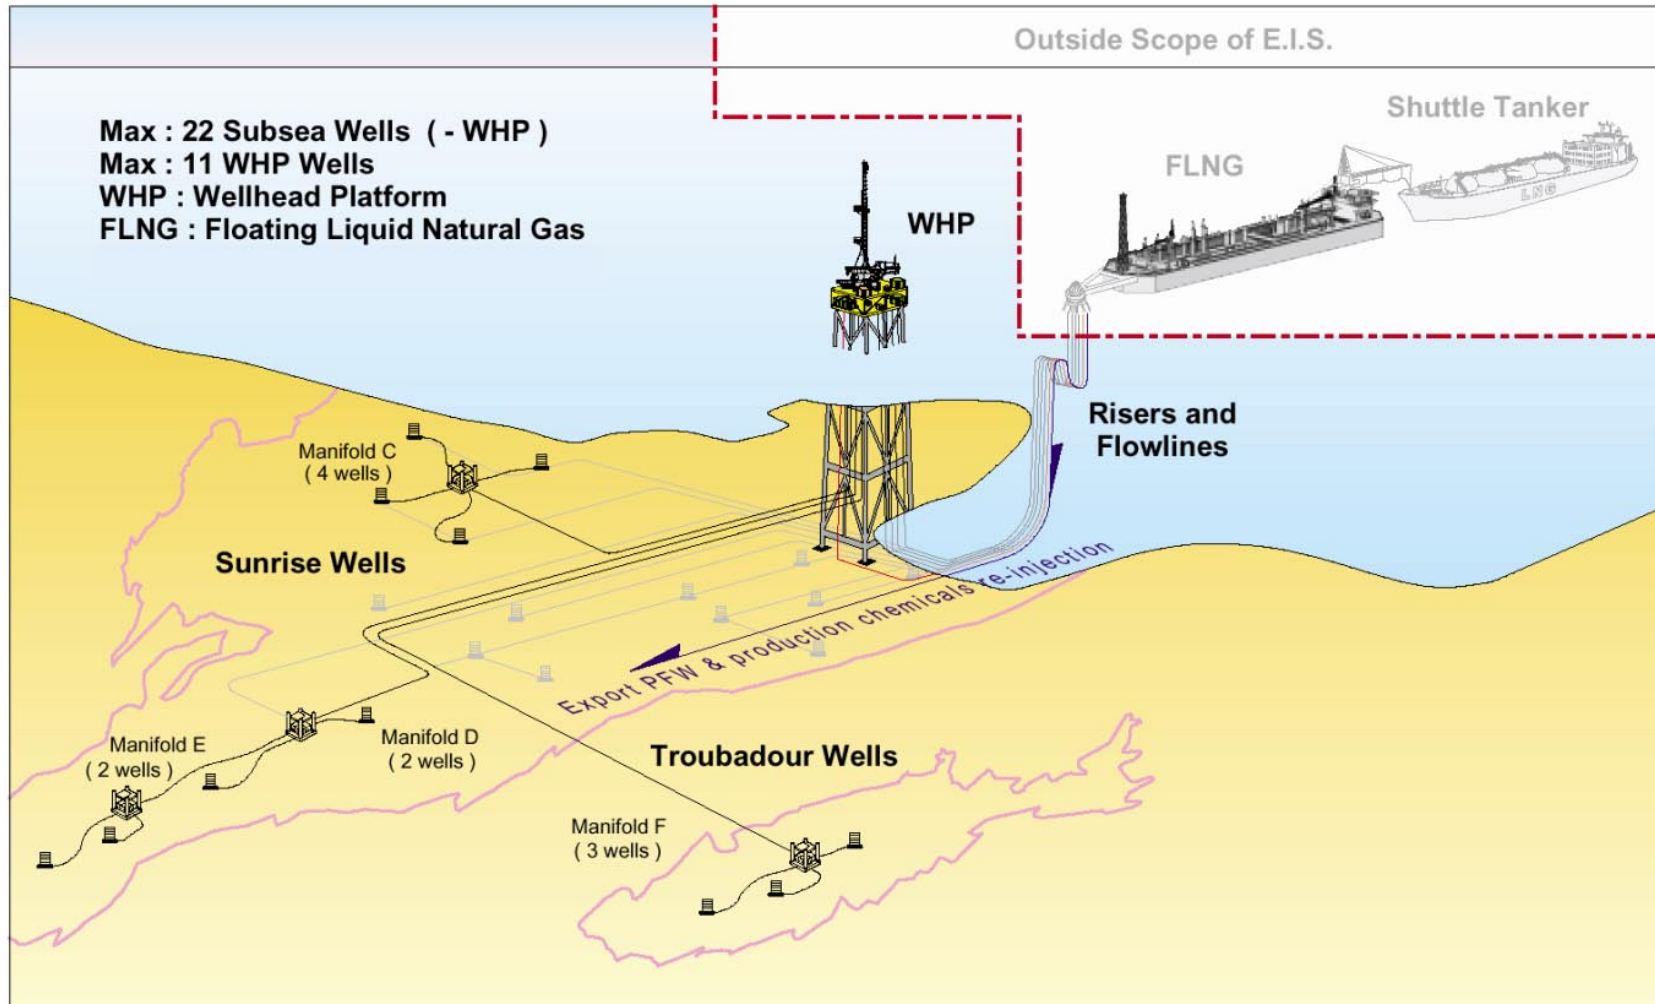 Outside Scope of E.I.S.
Shuttle Tanker
Max : 22 Subsea Wells ( - WHP )
Max : 11 WHP Wells
WHP : Wellhead Platform
FLNG : Floating Liquid Natural Gas
FLNG
LNG
WHP
Risers and
Flowlines
Manifold C
( 4 wells )
Sunrise Wells
Export PFW & production chemicals re-injection
Manifold E
( 2 wells )
Manifold D
( 2 wells )
Troubadour Wells
Manifold F
( 3 wells )